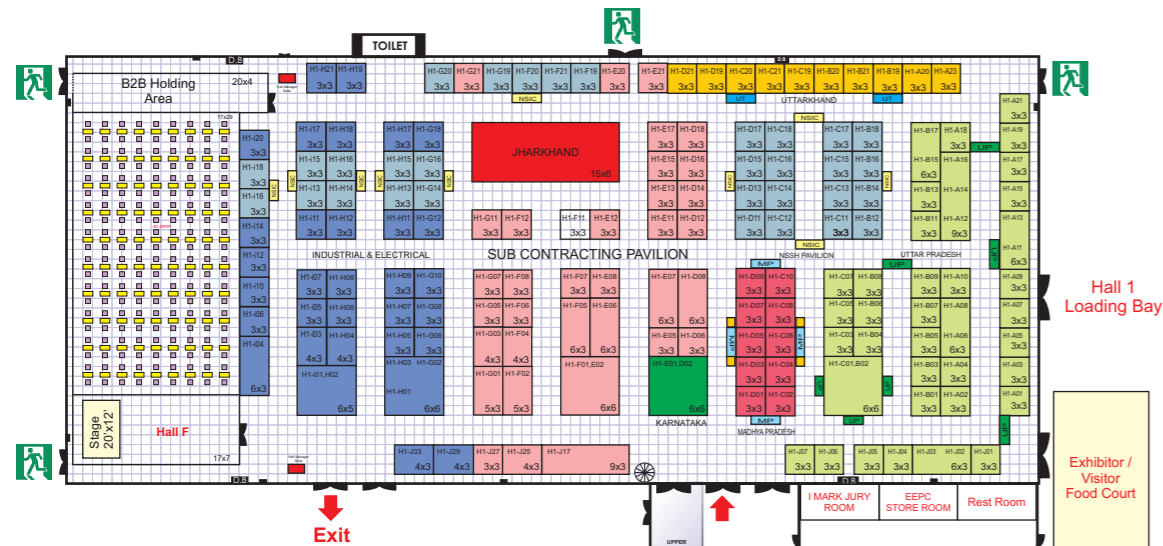 TOILET
D.B
D.B
B2B Holding
Area
20x4
17x29
H1-H21
3x3
H1-H19
3x3
H1-G20
3x3
H1-G21
3x3
H1-G19
3x3
H1-F20
3x3
H1-F21
3x3
H1-F19
3x3
H1-E20
3x3
H1-E21
3x3
H1-D21
3x3
H1-D19
3x3
H1-C20
3x3
H1-C21
3x3
H1-C19
3x3
H1-B20
3x3
H1-B21
3x3
H1-B19
3x3
H1-A20
3x3
H1-A23
3x3
NSIC
UT
UTTARKHAND
UT
NSIC
H1-A21
3x3
H1-A19
3x3
H1-A17
3x3
H1-A15
3x3
H1-A13
3x3
H1-A11
6x3
H1-A09
3x3
H1-A07
3x3
H1-A05
3x3
H1-A03
3x3
H1-A01
3x3
H1-i20
3x3
H1-i18
3x3
H1-i16
3x3
H1-i14
3x3
H1-i12
3x3
H1-i10
3x3
H1-i06
3x3
H1-i04
6x3
NSIC
NSIC
NSIC
NSIC
H1-I17
3x3
H1-H18
3x3
H1-I15
3x3
H1-H16
3x3
H1-I13
3x3
H1-H14
3x3
H1-I11
3x3
H1-H12
3x3
H1-H17
3x3
H1-G18
3x3
H1-H15
3x3
H1-G16
3x3
H1-H13
3x3
H1-G14
3x3
H1-H11
3x3
H1-G12
3x3
JHARKHAND
15x6
H1-G11
3x3
H1-F12
3x3
H1-F11
3x3
H1-E12
3x3
H1-E17
3x3
H1-D18
3x3
H1-E15
3x3
H1-D16
3x3
H1-E13
3x3
H1-D14
3x3
H1-E11
3x3
H1-D12
3x3
H1-D17
3x3
H1-C18
3x3
H1-D15
3x3
H1-C16
3x3
H1-D13
3x3
H1-C14
3x3
H1-D11
3x3
H1-C12
3x3
NSIC
H1-C17
3x3
H1-B18
3x3
H1-C15
3x3
H1-B16
3x3
H1-C13
3x3
H1-B14
3x3
H1-C11
3x3
H1-B12
3x3
NSIC
NSIC
H1-B17
H1-A18
3x3
UP
H1-B15
6x3
H1-A16
H1-B13
3x3
H1-A14
H1-B11
3x3
H1-A12
9x3
UP
INDUSTRIAL & ELECTRICAL
SUB CONTRACTING PAVILION
NSSH PAVILION
UTTAR PRADESH
MP
UP
H1-I07
3x3
H1-H08
3x3
H1-I05
3x3
H1-H06
3x3
H1-I03
4x3
H1-H04
4x3
H1-I01,H02
6x5
H1-H09
3x3
H1-G10
3x3
H1-H07
3x3
H1-G08
3x3
H1-H05
3x3
H1-G06
3x3
H1-H03
H1-G02
H1-H01
6x6
H1-G07
3x3
H1-F08
3x3
H1-G05
3x3
H1-F06
3x3
H1-G03
4x3
H1-F04
4x3
H1-G01
5x3
H1-F02
5x3
H1-F07
3x3
H1-E08
3x3
H1-F05
6x3
H1-E06
6x3
H1-F01,E02
6x6
H1-E07
6x3
H1-D08
6x3
H1-E05
3x3
H1-D06
3x3
H1-E01,D02
6x6
KARNATAKA
H1-D09
3x3
H1-C10
3x3
H1-D07
3x3
H1-C08
3x3
H1-D05
3x3
H1-C06
3x3
H1-D03
3x3
H1-C04
3x3
H1-D01
3x3
H1-C02
3x3
MP
MP
MP
MADHYA PRADESH
H1-C07
3x3
H1-B08
3x3
H1-C05
3x3
H1-B06
3x3
H1-C03
3x3
H1-B04
3x3
H1-C01,B02
6x6
UP
UP
UP
H1-B09
3x3
H1-A10
3x3
H1-B07
3x3
H1-A08
3x3
H1-B05
3x3
H1-A06
6x3
H1-B03
3x3
H1-A04
3x3
H1-B01
3x3
H1-A02
3x3
UP
Hall 1
Loading Bay
Stage
20'x12'
Hall F
17x7
D.B
H1-J33
4x3
H1-J29
4x3
H1-J27
3x3
H1-J25
4x3
H1-J17
9x3
H1-J07
3x3
H1-J06
3x3
H1-J05
3x3
H1-J04
3x3
H1-J03
H1-J02
6x3
H1-J01
3x3
D.B
Exit
UPPER
I MARK JURY
ROOM
EEPC
STORE ROOM
Rest Room
Exhibitor /
Visitor
Food Court